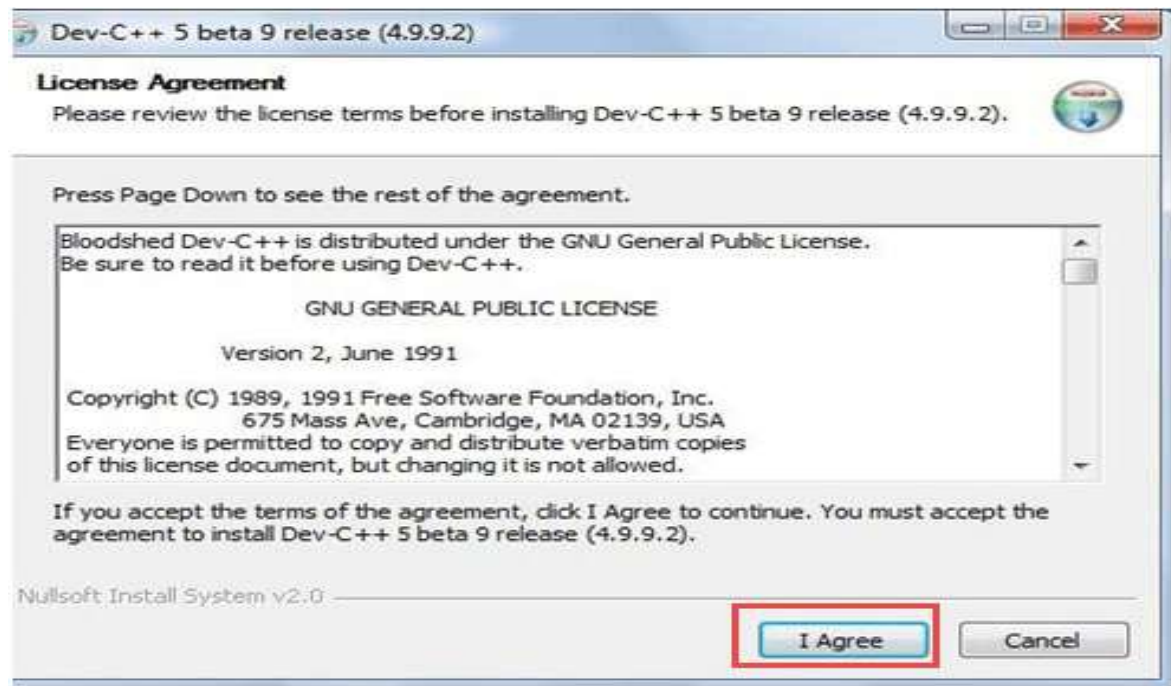 Dev-C++ 5 beta 9 release (4.9.9.2)
License Agreement
Please review the license terms before installing Dev-C++ 5 beta 9 release (4.9.9.2).
Press Page Down to see the rest of the agreement.
Bloodshed Dev-C++ is distributed under the GNU General Public License.
Be sure to read it before using Dev-C++.
GNU GENERAL PUBLIC LICENSE
Version 2, June 1991
Copyright (C) 1989, 1991 Free Software Foundation, Inc.
675 Mass Ave, Cambridge, MA 02139, USA
Everyone is permitted to copy and distribute verbatim copies
of this license document, but changing it is not allowed.
If you accept the terms of the agreement, click I Agree to continue. You must accept the
agreement to install Dev-C++ 5 beta 9 release (4.9.9.2).
Nullsoft Install System v2.0
I Agree
Cancel